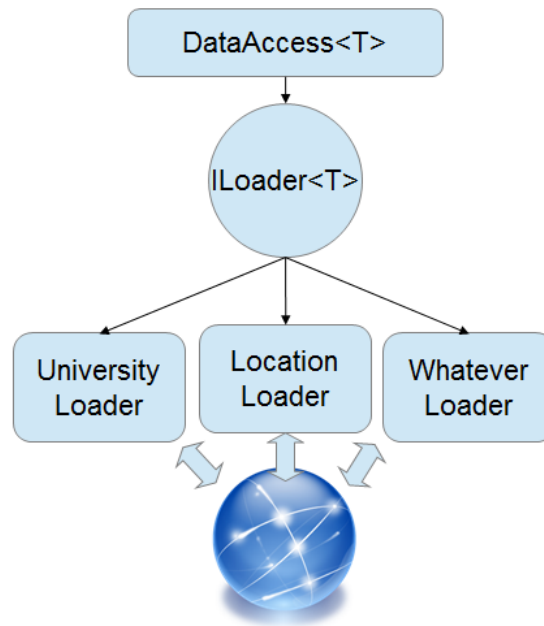 DataAccess<T>
ILoader<T>
University
Loader
Location
Loader
Whatever
Loader